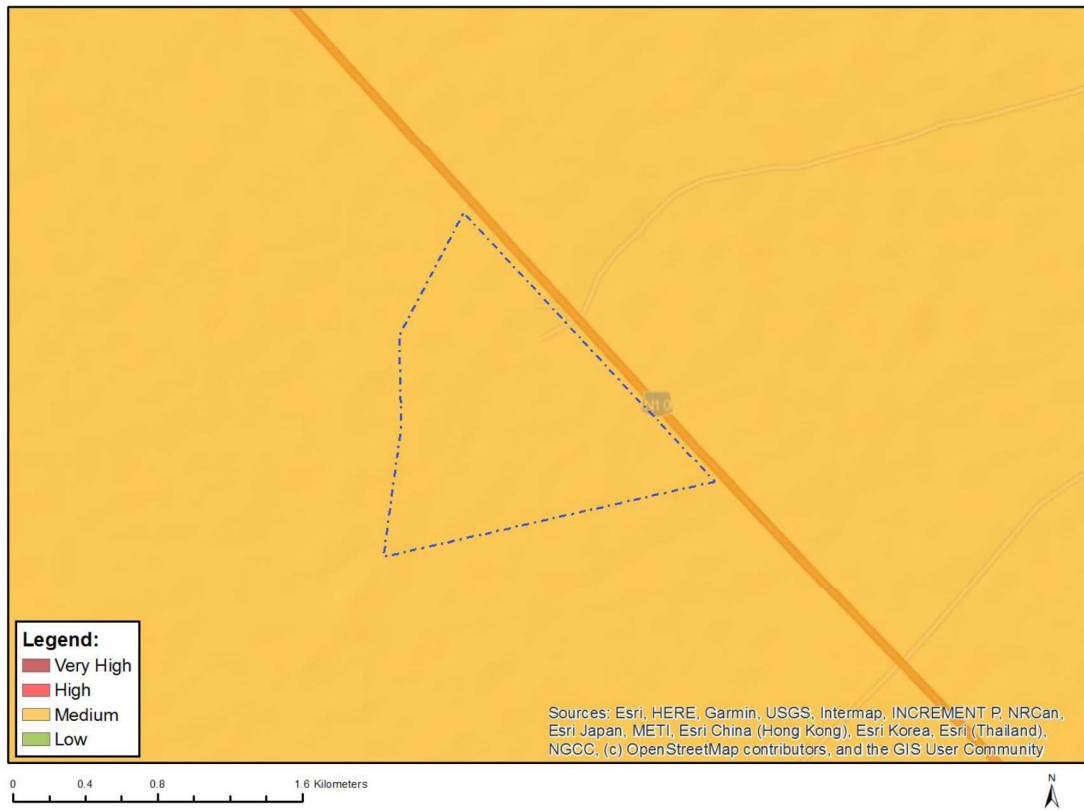 N10
Legend:
Very High
High
Medium
Low
Sources: Esri, HERE, Garmin, USGS, Intermap, INCREMENT P, NRCan,
Esri Japan, METI, Esri China (Hong Kong), Esri Korea, Esri (Thailand),
NGCC, (c) OpenStreetMap contributors, and the GIS User Community
0 0.4 0.8 1.6 Kilometers
N